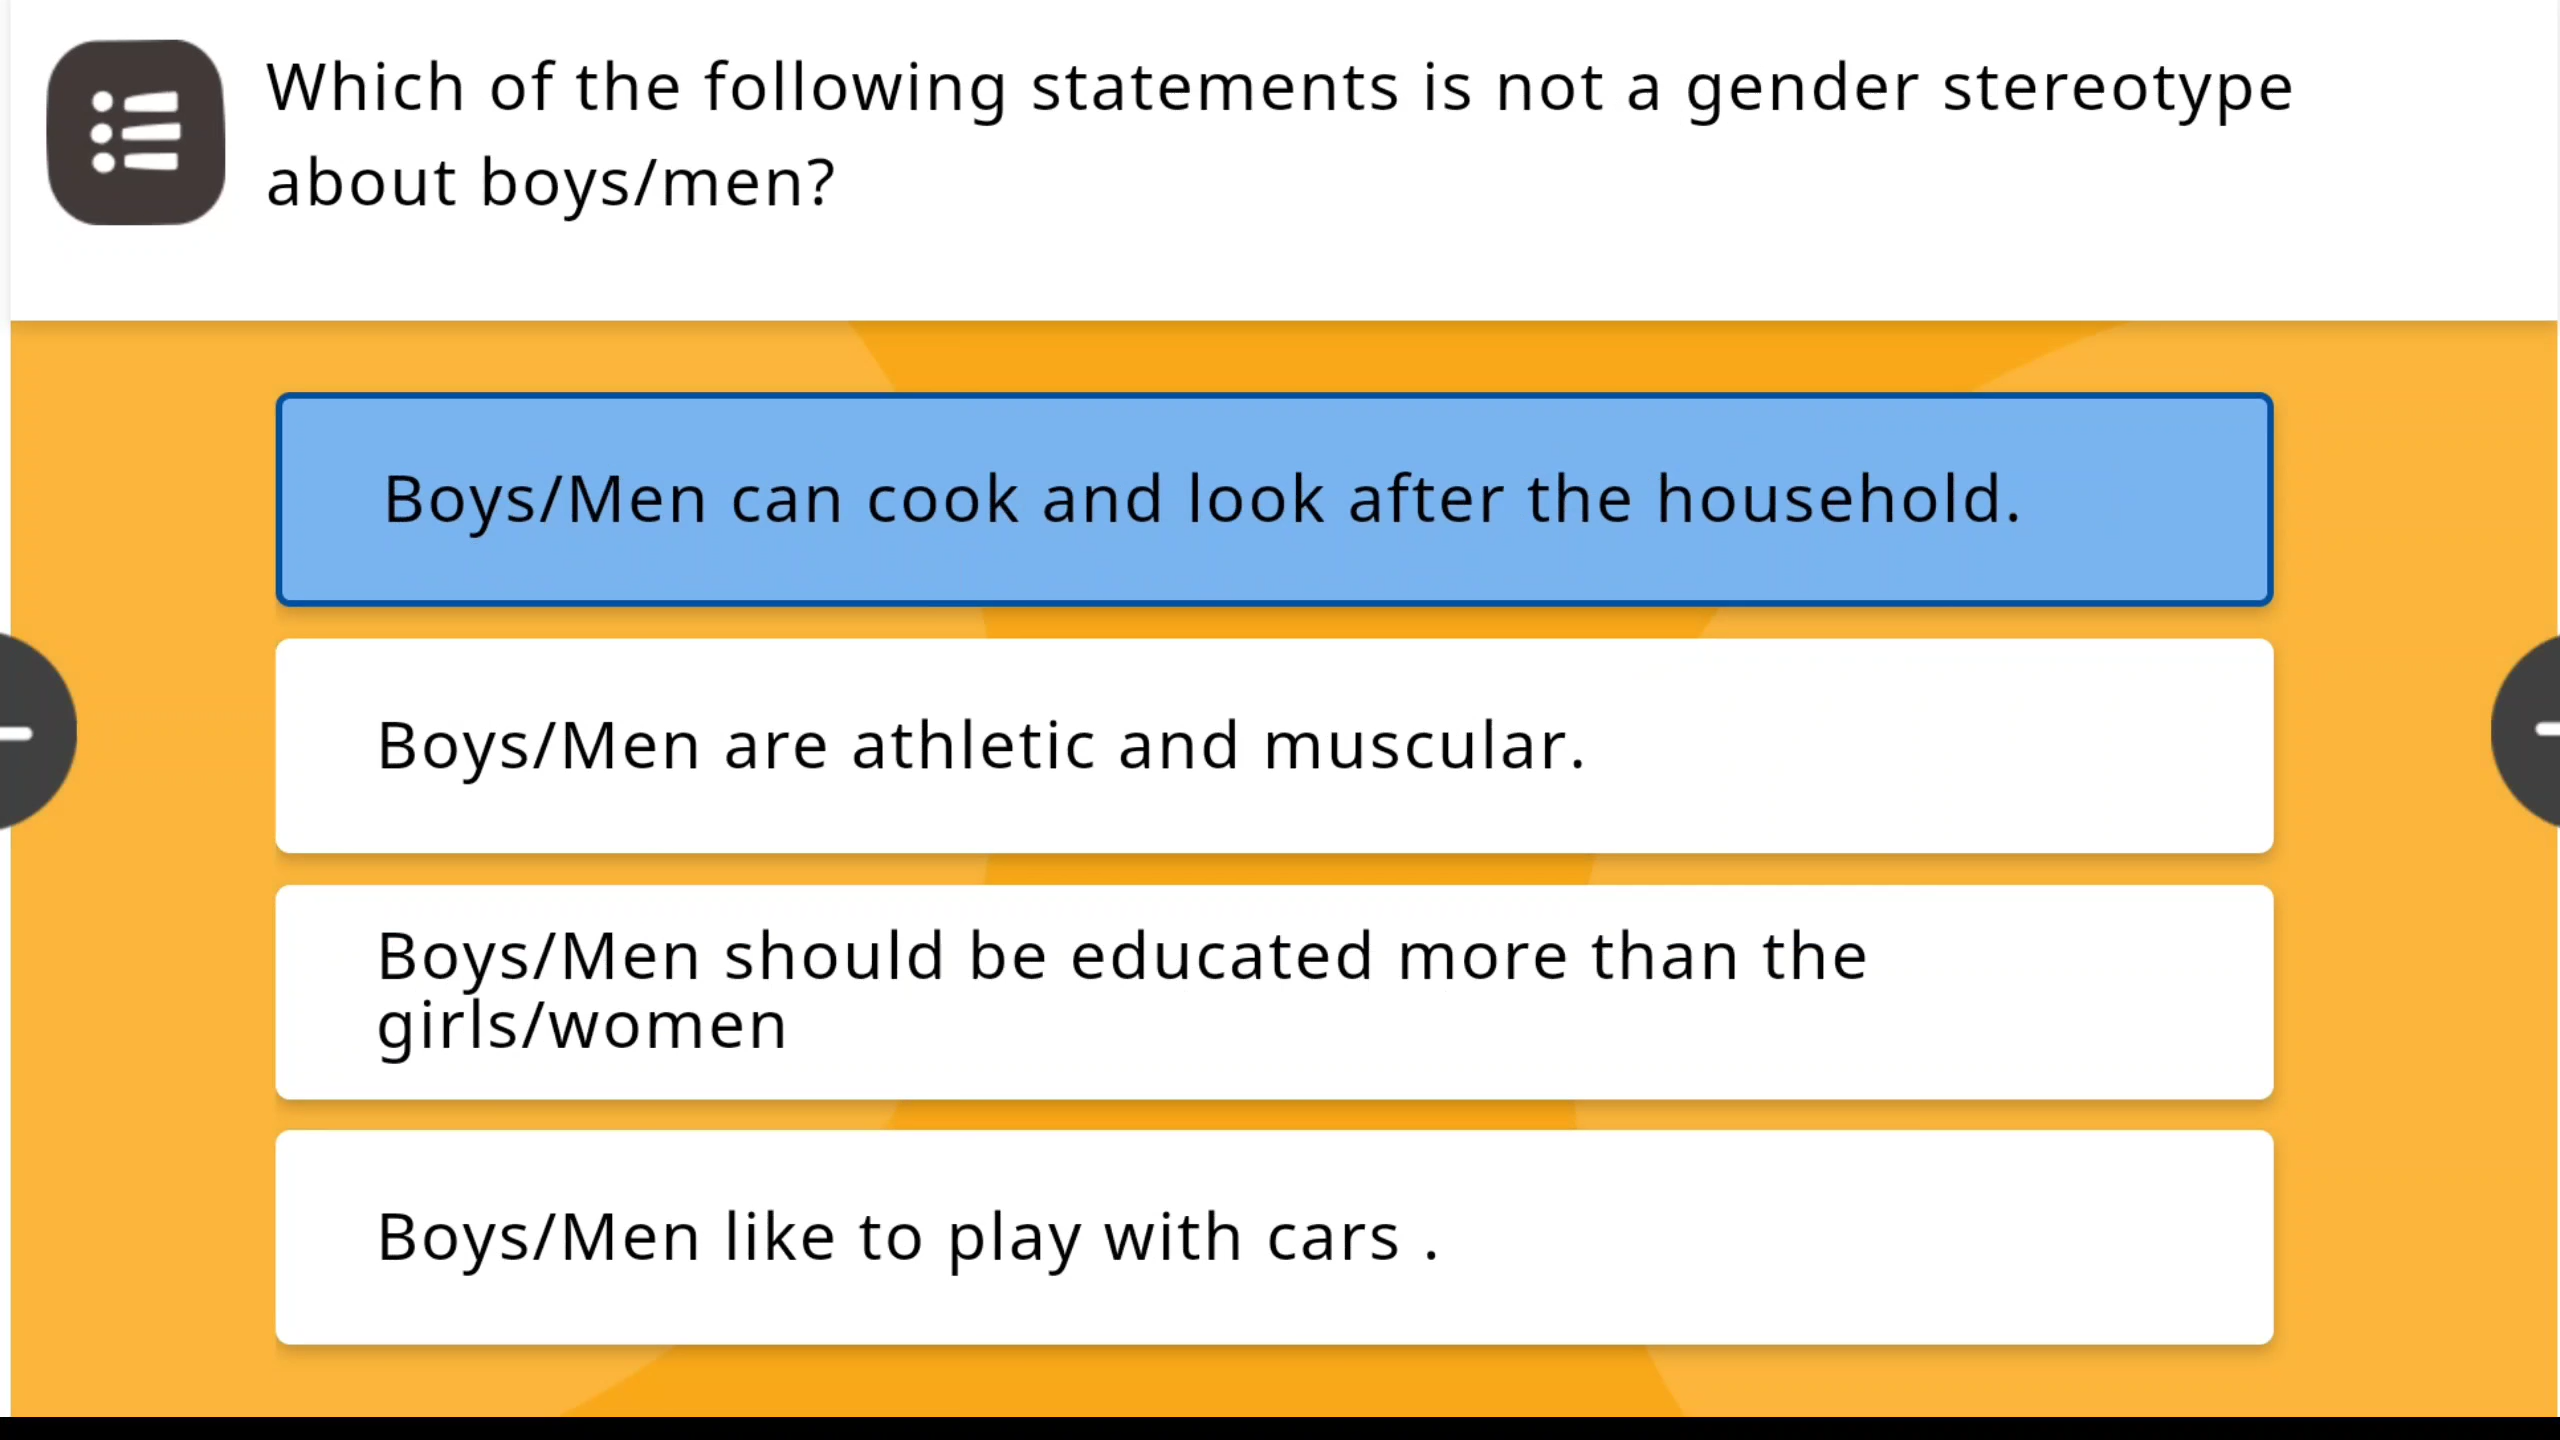 Which of the following statements is not a gender stereotype
about boys/men?
Boys/Men can cook and look after the household.
Boys/Men are athletic and muscular.
Boys/Men should be educated more than the
girls/women
Boys/Men like to play with cars .